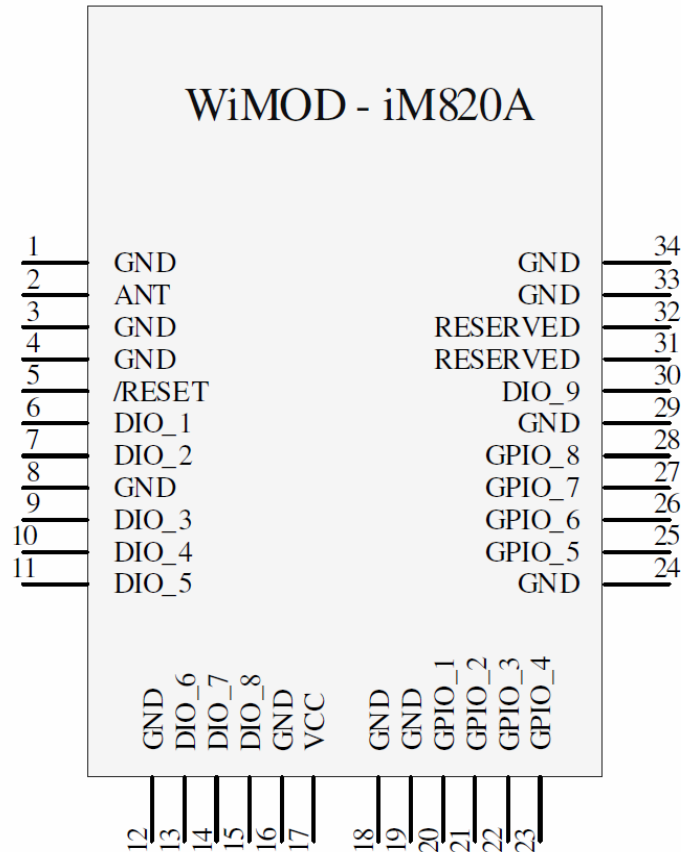 WiMOD - iM820A
1 GND GND 34
2 ANT GND 33
3 GND RESERVED 32
4 GND RESERVED 31
5 /RESET DIO_9 30
6 DIO_1 GND 29
7 DIO_2 GPIO_8 28
8 GND GPIO_7 27
9 DIO_3 GPIO_6 26
10 DIO_4 GPIO_5 25
11 DIO_5 GND 24
GND DIO_6 DIO_7 DIO_8 GND VCC GND GND GPIO_1 GPIO_2 GPIO_3 GPIO_4
12 13 14 15 16 17 18 19 20 21 22 23